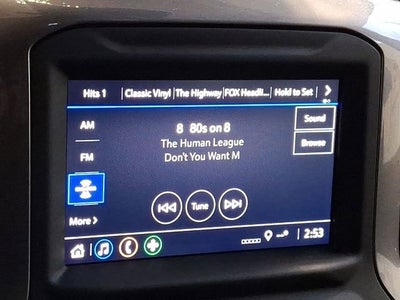 Hits 1 Classic Vinyl The Highway FOX Headli... Hold to Set
AM
8 80s on 8
Sound
The Human League
Browse
FM
Don't You Want M
Tune
More
2:53